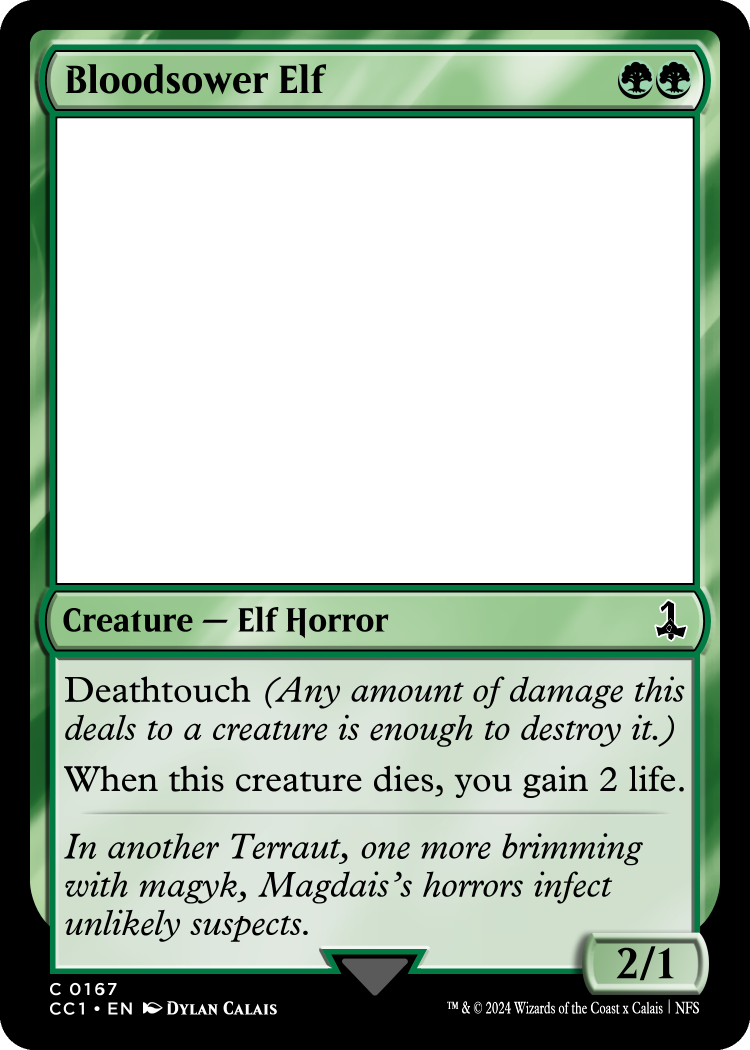 Bloodsower Elf
Creature — Elf Horror
Deathtouch (Any amount of damage this
deals to a creature is enough to destroy it.)
When this creature dies, you gain 2 life.
In another Terraut, one more brimming
with magyk, Magdais's horrors infect
unlikely suspects.
2/1
C 0167
CC1 • EN DYLAN CALAIS
™ & © 2024 Wizards of the Coast x Calais | NFS